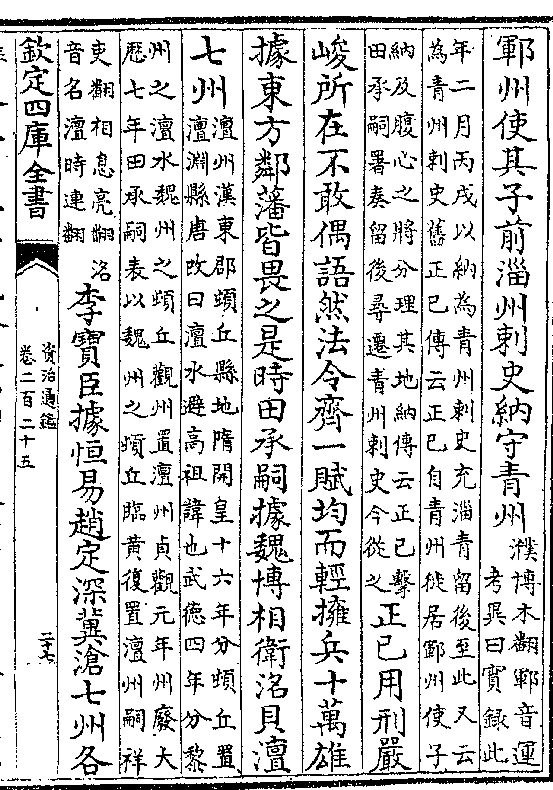 鄆州使其子前淄州刺史納守青州濮博木翻鄆音運
考異曰實録此
年二月丙戌以納為青州刺史充淄青留後至此又云
為青州刺史舊正已傳云正已自青州徙居鄆州使子
納及腹心之將分理其地納傳云正已擊
田承嗣署奏留後尋遷青州刺史今從之
正已用刑嚴
峻所在不敢偶語然法令齊一賦均而輕擁兵十萬雄
據東方鄰藩皆畏之是時田承嗣據魏博相衛洺貝澶
七州澶州漢東郡頓丘縣地隋開皇十六年分頓丘置
澶淵縣唐改曰澶水避高祖諱也武德四年分黎
州之澶水魏州之頓丘觀州置澶州貞觀元年州廢大
厯七年田承嗣表以魏州之頓丘臨黄復置澶州嗣祥
吏翻相息亮翻洺
音名澶時連翻
李寶臣據恒易趙定深冀滄七州各
欽定四庫全書
資治通鑑
卷二百二十五